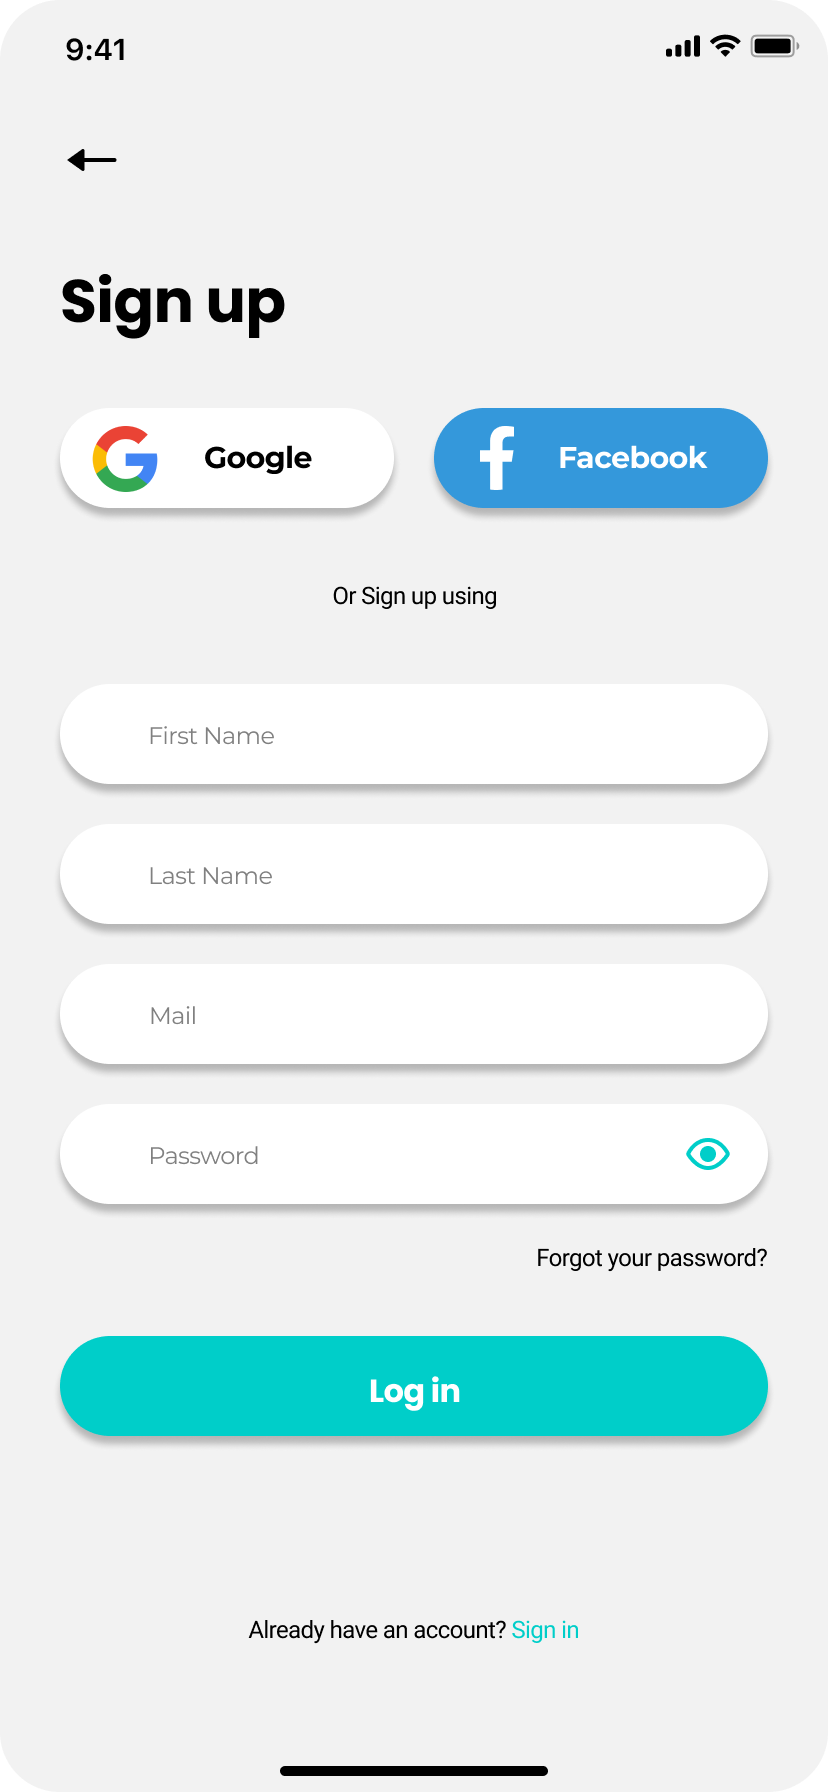 9:41
Sign up
Google
Facebook
Or Sign up using
First Name
Last Name
Mail
Password
Forgot your password?
Log in
Already have an account? Sign in